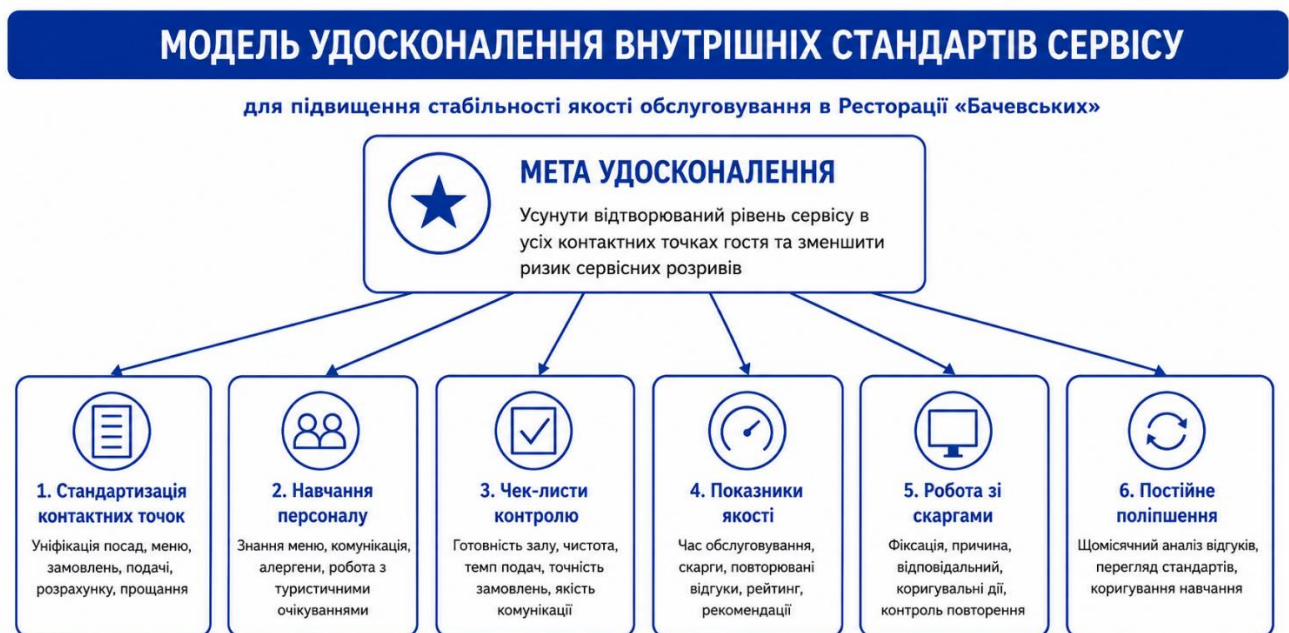 МОДЕЛЬ УДОСКОНАЛЕННЯ ВНУТРІШНІХ СТАНДАРТІВ СЕРВІСУ
для підвищення стабільності якості обслуговування в Ресторації «Бачевських»
МЕТА УДОСКОНАЛЕННЯ
Усунути відтворюваний рівень сервісу в
усіх контактних точках гостя та зменшити
ризик сервісних розривів
1. Стандартизація
контактних точок
Уніфікація посад, меню,
замовлень, подачі,
розрахунку, прощання
2. Навчання
персоналу
Знання меню, комунікація,
алергени, робота з
туристичними
очікуваннями
3. Чек-листи
контролю
Готовність залу, чистота,
темп подач, точність
замовлень, якість
комунікації
4. Показники
якості
Час обслуговування,
скарги, повторювані
відгуки, рейтинг,
рекомендації
5. Робота зі
скаргами
Фіксація, причина,
відповідальний,
коригувальні дії,
контроль повторення
6. Постійне
поліпшення
Щомісячний аналіз відгуків,
перегляд стандартів,
коригування навчання